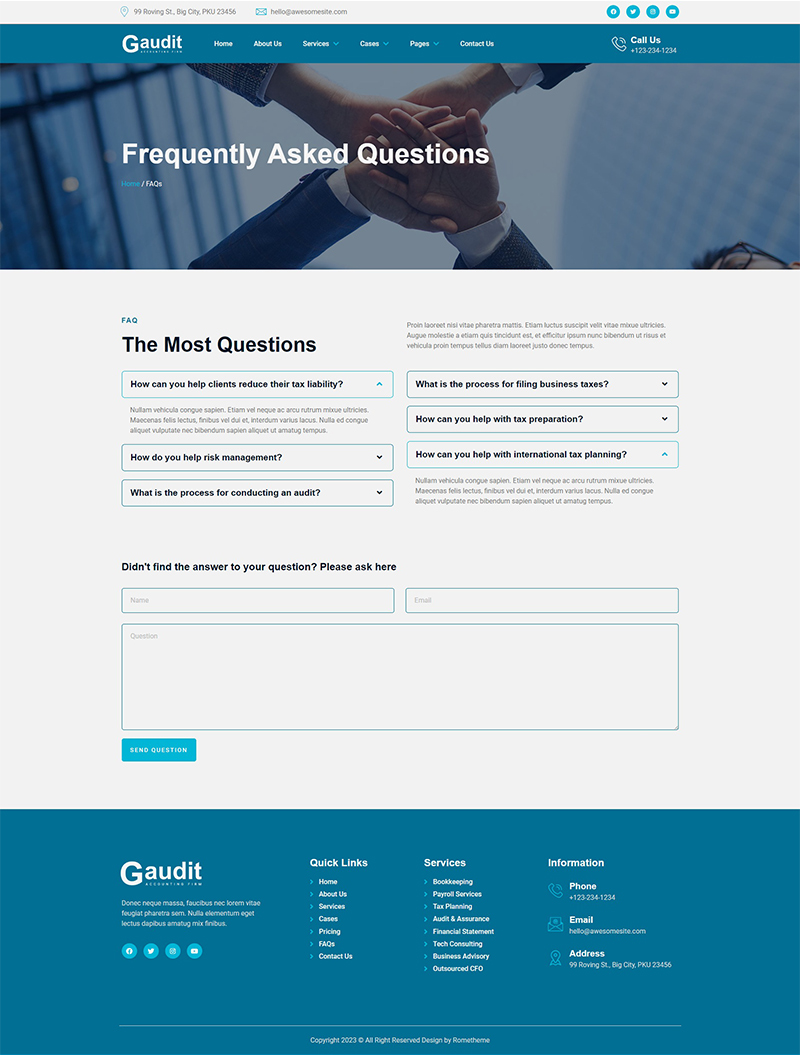 99 Roving St., Big City, PKU 23456
hello@awesomesite.com
Gaudit
ACCOUNTING FIRM
Home
About Us
Services
Cases
Pages
Contact Us
Call Us
+123-234-1234
Frequently Asked Questions
Home / FAQs
FAQ
The Most Questions
Proin laoreet nisi vitae pharetra mattis. Etiam luctus suscipit velit vitae mixue ultricies.
Augue molestie a etiam quis tincidunt est, et efficitur ipsum nunc bibendum ut risus et
vehicula proin tempus tellus diam laoreet justo donec tempus.
How can you help clients reduce their tax liability?
Nullam vehicula congue sapien. Etiam vel neque ac arcu rutrum mixue ultricies.
Maecenas felis lectus, finibus vel dui et, interdum varius lacus. Nulla ed congue
aliquet vulputate nec bibendum sapien aliquet ut amatug tempus.
How do you help risk management?
What is the process for conducting an audit?
What is the process for filing business taxes?
How can you help with tax preparation?
How can you help with international tax planning?
Nullam vehicula congue sapien. Etiam vel neque ac arcu rutrum mixue ultricies.
Maecenas felis lectus, finibus vel dui et, interdum varius lacus. Nulla ed congue
aliquet vulputate nec bibendum sapien aliquet ut amatug tempus.
Didn't find the answer to your question? Please ask here
Name
Email
Question
SEND QUESTION
Gaudit
ACCOUNTING FIRM
Donec neque massa, faucibus nec lorem vitae
feugiat pharetra sem. Nulla elementum eget
lectus dapibus amatug mix finibus.
Quick Links
Home
About Us
Services
Cases
Pricing
FAQs
Contact Us
Services
Bookkeeping
Payroll Services
Tax Planning
Audit & Assurance
Financial Statement
Tech Consulting
Business Advisory
Outsourced CFO
Information
Phone
+123-234-1234
Email
hello@awesomesite.com
Address
99 Roving St., Big City, PKU 23456
Copyright 2023 © All Right Reserved Design by Rometheme